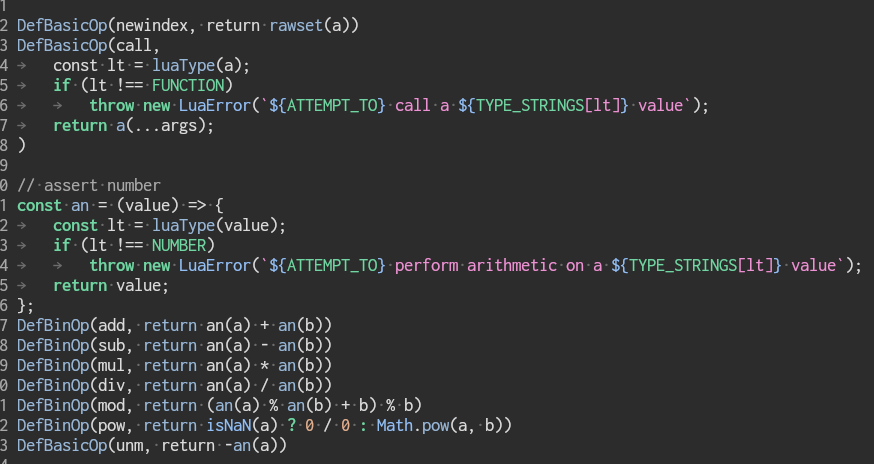 1
2 DefBasicOp(newindex, return rawset(a))
3 DefBasicOp(call,
4 → const lt = luaType(a);
5 → if (lt !== FUNCTION)
6 → → throw new LuaError(`${ATTEMPT_TO} call a ${TYPE_STRINGS[lt]} value`);
7 → return a(...args);
8 )
9
0 // assert number
1 const an = (value) => {
2 → const lt = luaType(value);
3 → if (lt !== NUMBER)
4 → → throw new LuaError(`${ATTEMPT_TO} perform arithmetic on a ${TYPE_STRINGS[lt]} value`);
5 → return value;
6 };
7 DefBinOp(add, return an(a) + an(b))
8 DefBinOp(sub, return an(a) - an(b))
9 DefBinOp(mul, return an(a) * an(b))
0 DefBinOp(div, return an(a) / an(b))
1 DefBinOp(mod, return (an(a) % an(b) + b) % b)
2 DefBinOp(pow, return isNaN(a) ? 0 / 0 : Math.pow(a, b))
3 DefBasicOp(unm, return -an(a))